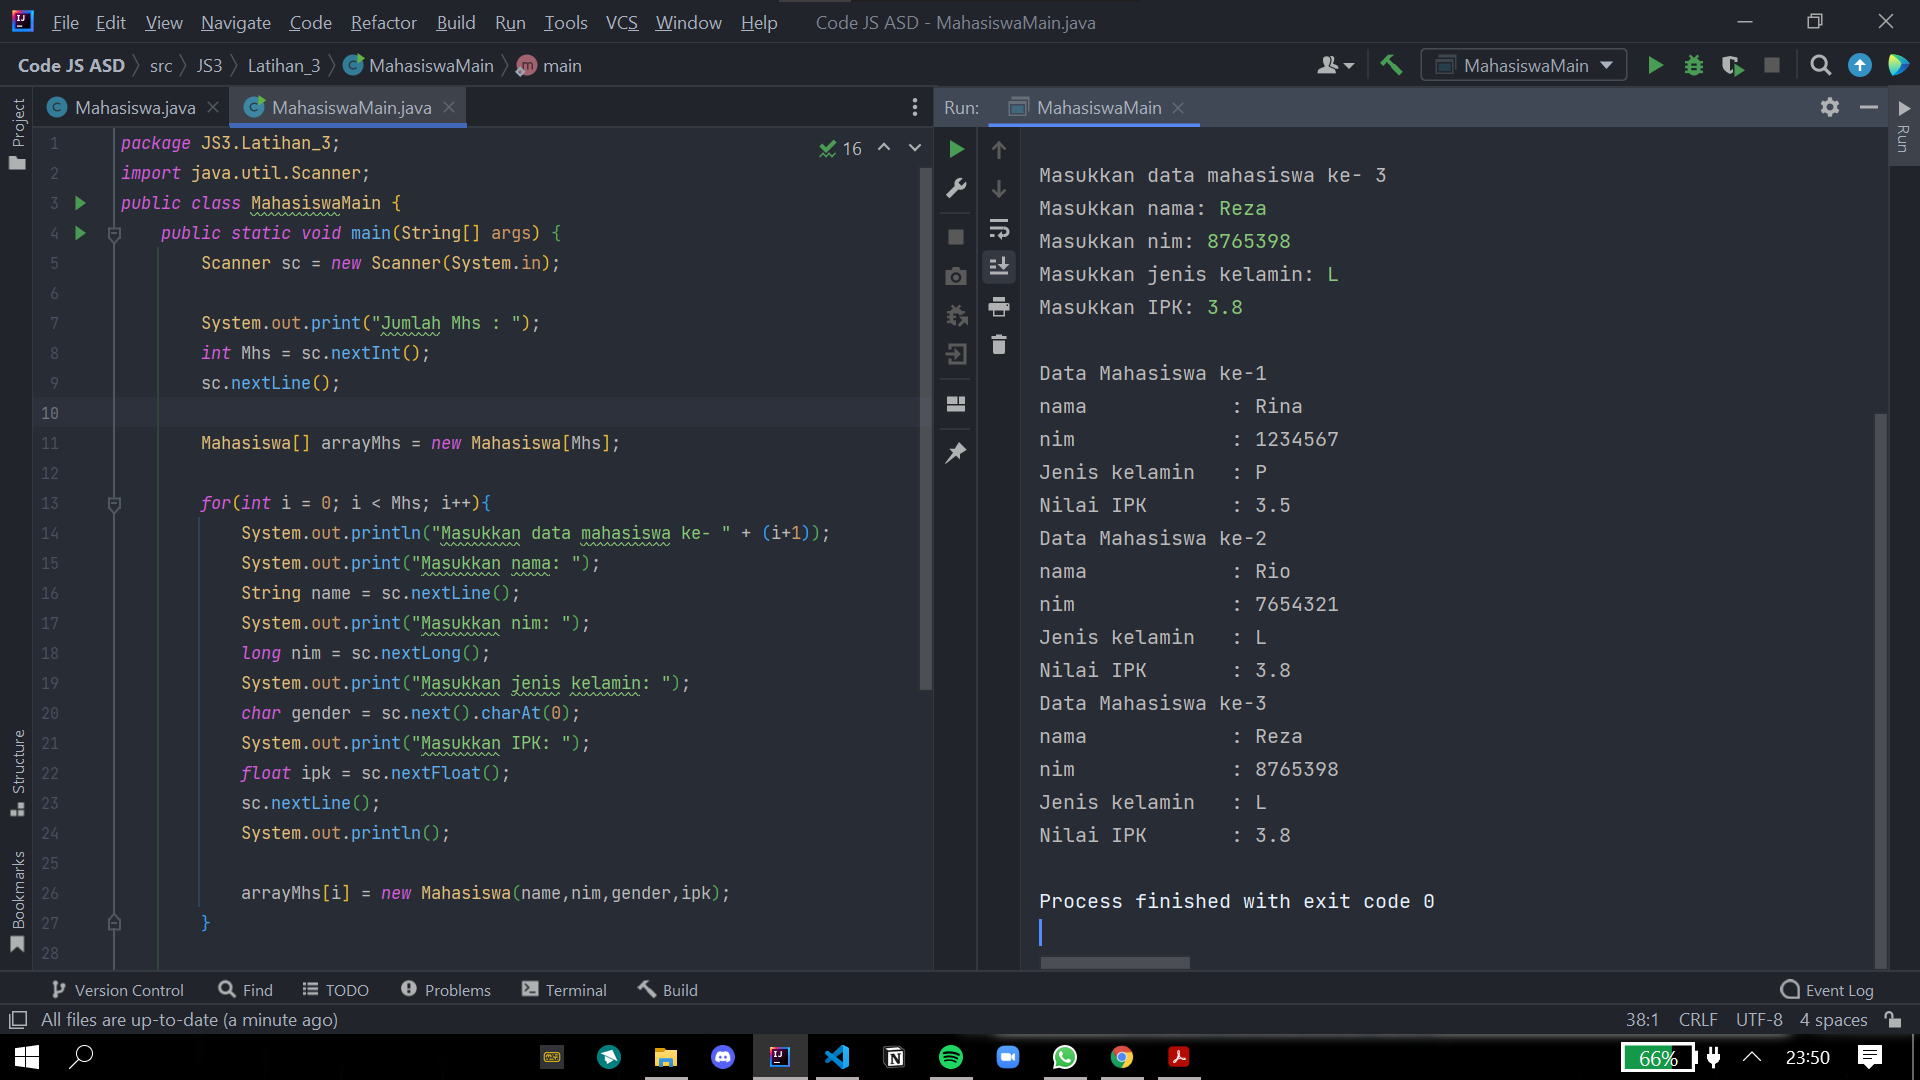 File Edit View Navigate Code Refactor Build Run Tools VCS Window Help Code JS ASD - MahasiswaMain.java
Code JS ASD src JS3 Latihan_3 MahasiswaMain main MahasiswaMain
Project
Mahasiswa.java MahasiswaMain.java
16
1 package JS3.Latihan_3;
2 import java.util.Scanner;
3 public class MahasiswaMain {
4 public static void main(String[] args) {
5 Scanner sc = new Scanner(System.in);
6
7 System.out.print("Jumlah Mhs : ");
8 int Mhs = sc.nextInt();
9 sc.nextLine();
10
11 Mahasiswa[] arrayMhs = new Mahasiswa[Mhs];
12
13 for(int i = 0; i < Mhs; i++){
14 System.out.println("Masukkan data mahasiswa ke- " + (i+1));
15 System.out.print("Masukkan nama: ");
16 String name = sc.nextLine();
17 System.out.print("Masukkan nim: ");
18 long nim = sc.nextLong();
19 System.out.print("Masukkan jenis kelamin: ");
20 char gender = sc.next().charAt(0);
21 System.out.print("Masukkan IPK: ");
22 float ipk = sc.nextFloat();
23 sc.nextLine();
24 System.out.println();
25
26 arrayMhs[i] = new Mahasiswa(name,nim,gender,ipk);
27 }
28
Structure
Bookmarks
Run: MahasiswaMain
Run
Masukkan data mahasiswa ke- 3
Masukkan nama: Reza
Masukkan nim: 8765398
Masukkan jenis kelamin: L
Masukkan IPK: 3.8
Data Mahasiswa ke-1
nama : Rina
nim : 1234567
Jenis kelamin : P
Nilai IPK : 3.5
Data Mahasiswa ke-2
nama : Rio
nim : 7654321
Jenis kelamin : L
Nilai IPK : 3.8
Data Mahasiswa ke-3
nama : Reza
nim : 8765398
Jenis kelamin : L
Nilai IPK : 3.8
Process finished with exit code 0
Version Control Find TODO Problems Terminal Build Event Log
All files are up-to-date (a minute ago) 38:1 CRLF UTF-8 4 spaces
66% 23:50